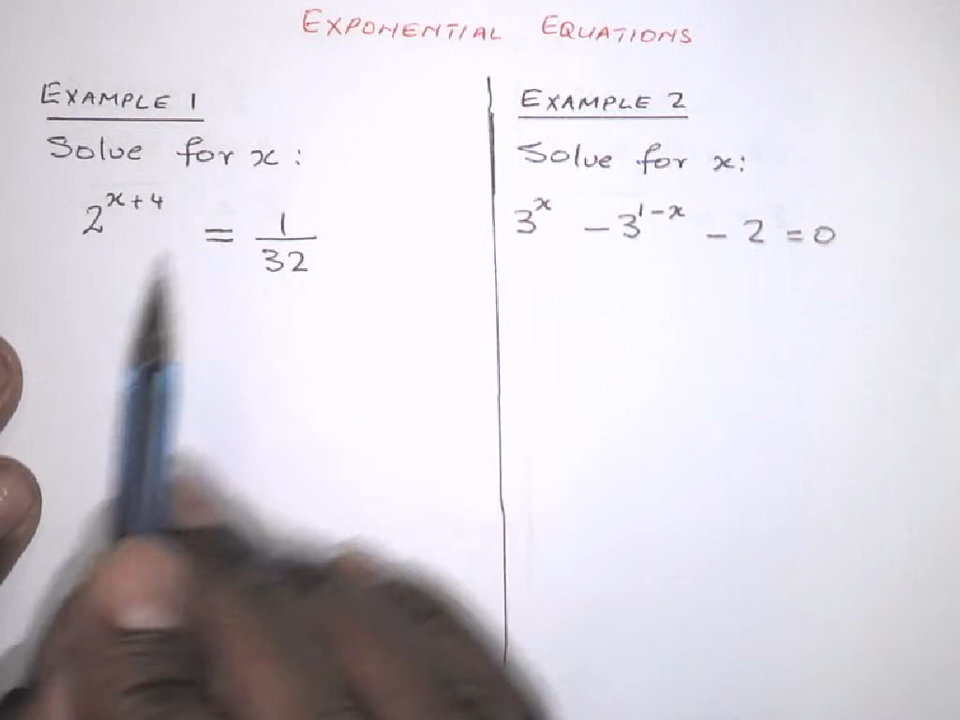 EXPONENTIAL EQUATIONS
EXAMPLE 1
Solve for x:
2^{x+4} = \frac{1}{32}
EXAMPLE 2
Solve for x:
3^{x} - 3^{1-x} - 2 = 0